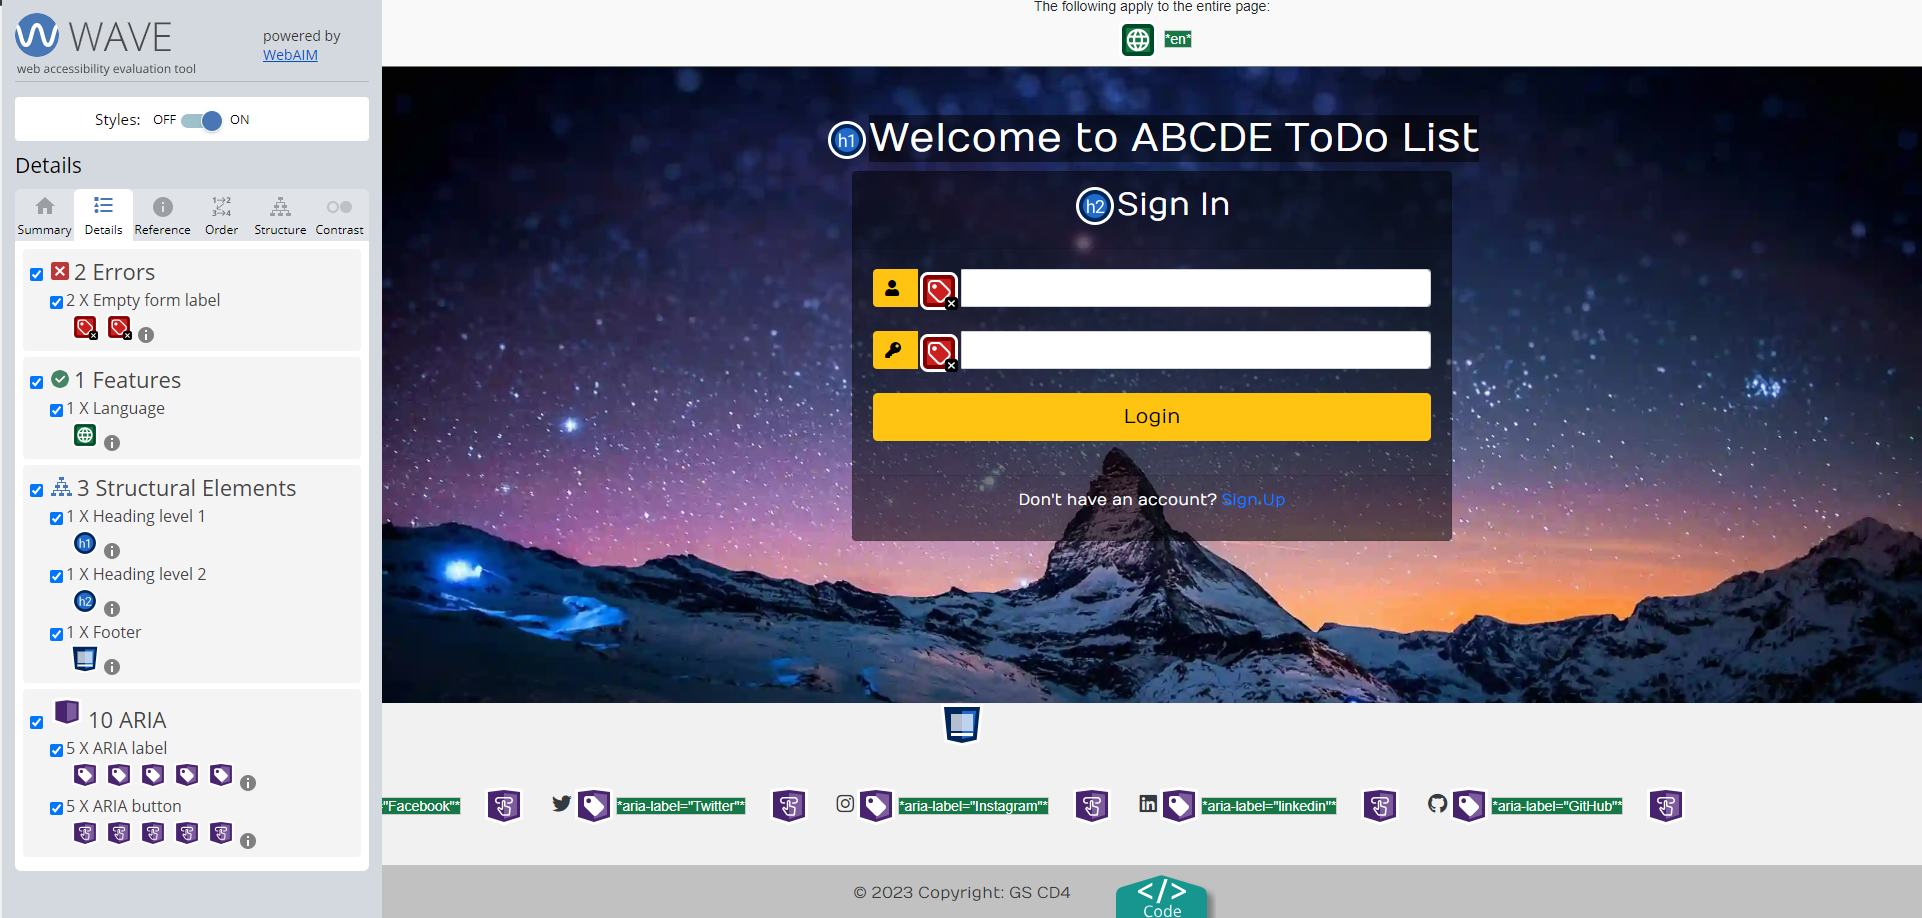 WAVE
powered by
WebAIM
web accessibility evaluation tool
Styles: OFF ON
Details
Summary Details Reference Order Structure Contrast
2 Errors
2 X Empty form label
1 Features
1 X Language
3 Structural Elements
1 X Heading level 1
h1
1 X Heading level 2
h2
1 X Footer
10 ARIA
5 X ARIA label
5 X ARIA button
The following apply to the entire page:
*en*
h1 Welcome to ABCDE ToDo List
h2 Sign In
Login
Don't have an account? Sign Up
="Facebook"* *aria-label="Twitter"* *aria-label="Instagram"* *aria-label="linkedin"* *aria-label="GitHub"*
© 2023 Copyright: GS CD4
</>
Code